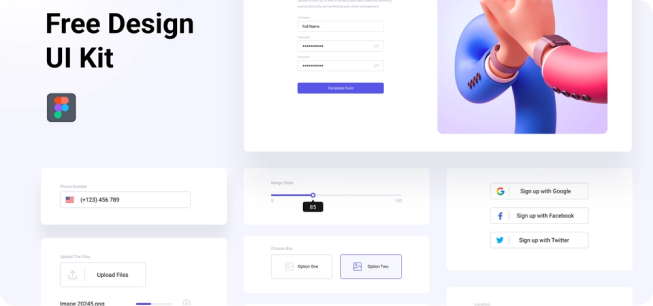 Free Design
UI Kit
Full Name
Complete Form
Phone Number
(+123) 456 789
Upload The Files
Upload Files
Image 20245.png
Range Slider
0
100
85
Choose Box
Option One
Option Two
Sign up with Google
Sign up with Facebook
Sign up with Twitter
Location